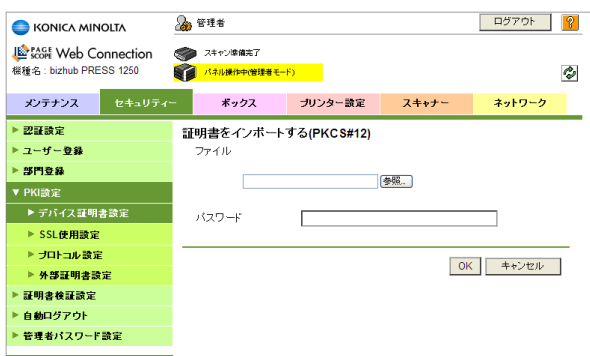 KONICA MINOLTA
管理者
ログアウト
?
PAGE SCOPE Web Connection
スキャン準備完了
機種名 : bizhub PRESS 1250
パネル操作中(管理者モード)
メンテナンス
セキュリティー
ボックス
プリンター設定
スキャナー
ネットワーク
認証設定
ユーザー登録
部門登録
PKI設定
デバイス証明書設定
SSL使用設定
プロトコル設定
外部証明書設定
証明書検証設定
自動ログアウト
管理者パスワード設定
証明書をインポートする(PKCS#12)
ファイル
参照...
パスワード
OK
キャンセル